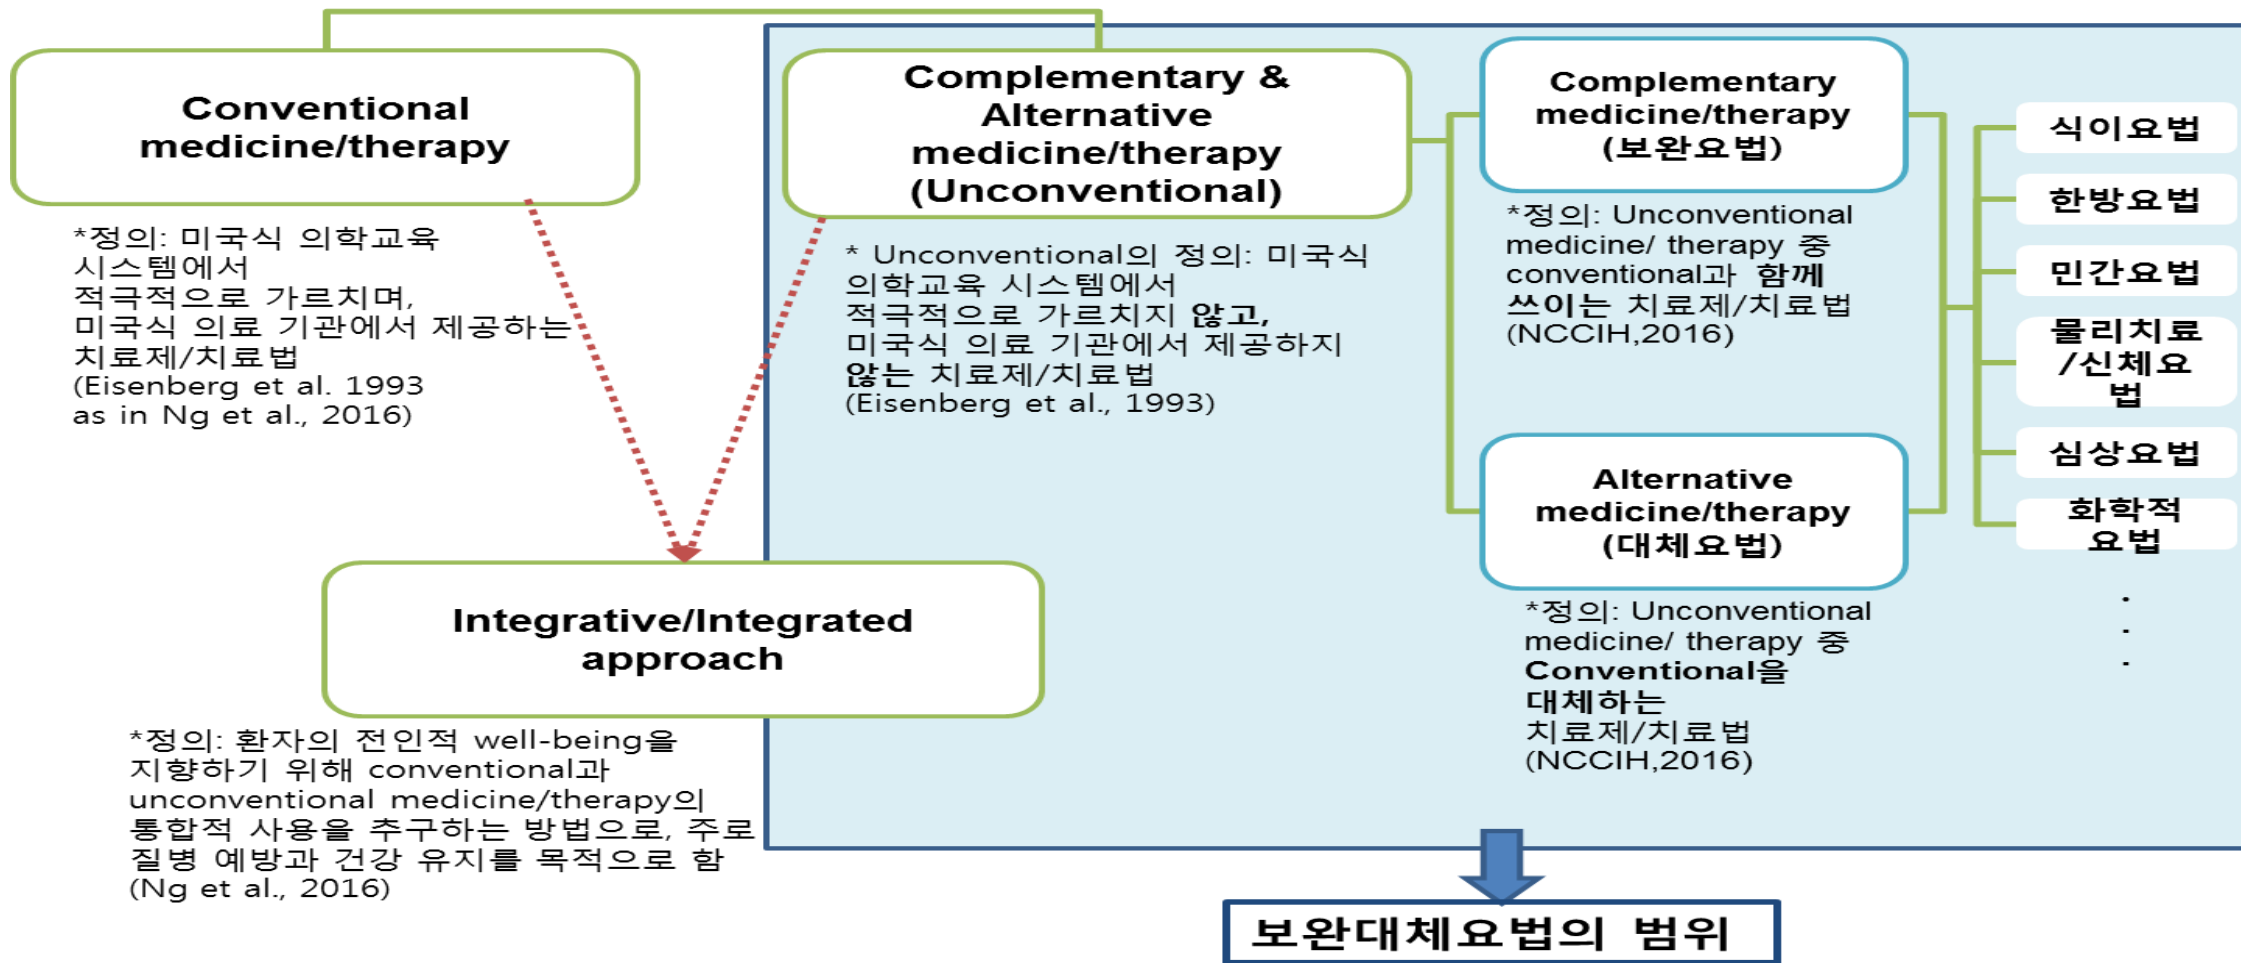 Conventional
medicine/therapy
*정의: 미국식 의학교육
시스템에서
적극적으로 가르치며,
미국식 의료 기관에서 제공하는
치료제/치료법
(Eisenberg et al. 1993
as in Ng et al., 2016)
Complementary &
Alternative
medicine/therapy
(Unconventional)
* Unconventional의 정의: 미국식
의학교육 시스템에서
적극적으로 가르치지 않고,
미국식 의료 기관에서 제공하지
않는 치료제/치료법
(Eisenberg et al., 1993)
Complementary
medicine/therapy
(보완요법)
*정의: Unconventional
medicine/ therapy 중
conventional과 함께
쓰이는 치료제/치료법
(NCCIH,2016)
Alternative
medicine/therapy
(대체요법)
*정의: Unconventional
medicine/ therapy 중
Conventional을
대체하는
치료제/치료법
(NCCIH,2016)
식이요법
한방요법
민간요법
물리치료
/신체요
법
심상요법
화학적
요법
.
.
.
Integrative/Integrated
approach
*정의: 환자의 전인적 well-being을
지향하기 위해 conventional과
unconventional medicine/therapy의
통합적 사용을 추구하는 방법으로, 주로
질병 예방과 건강 유지를 목적으로 함
(Ng et al., 2016)
보완대체요법의 범위